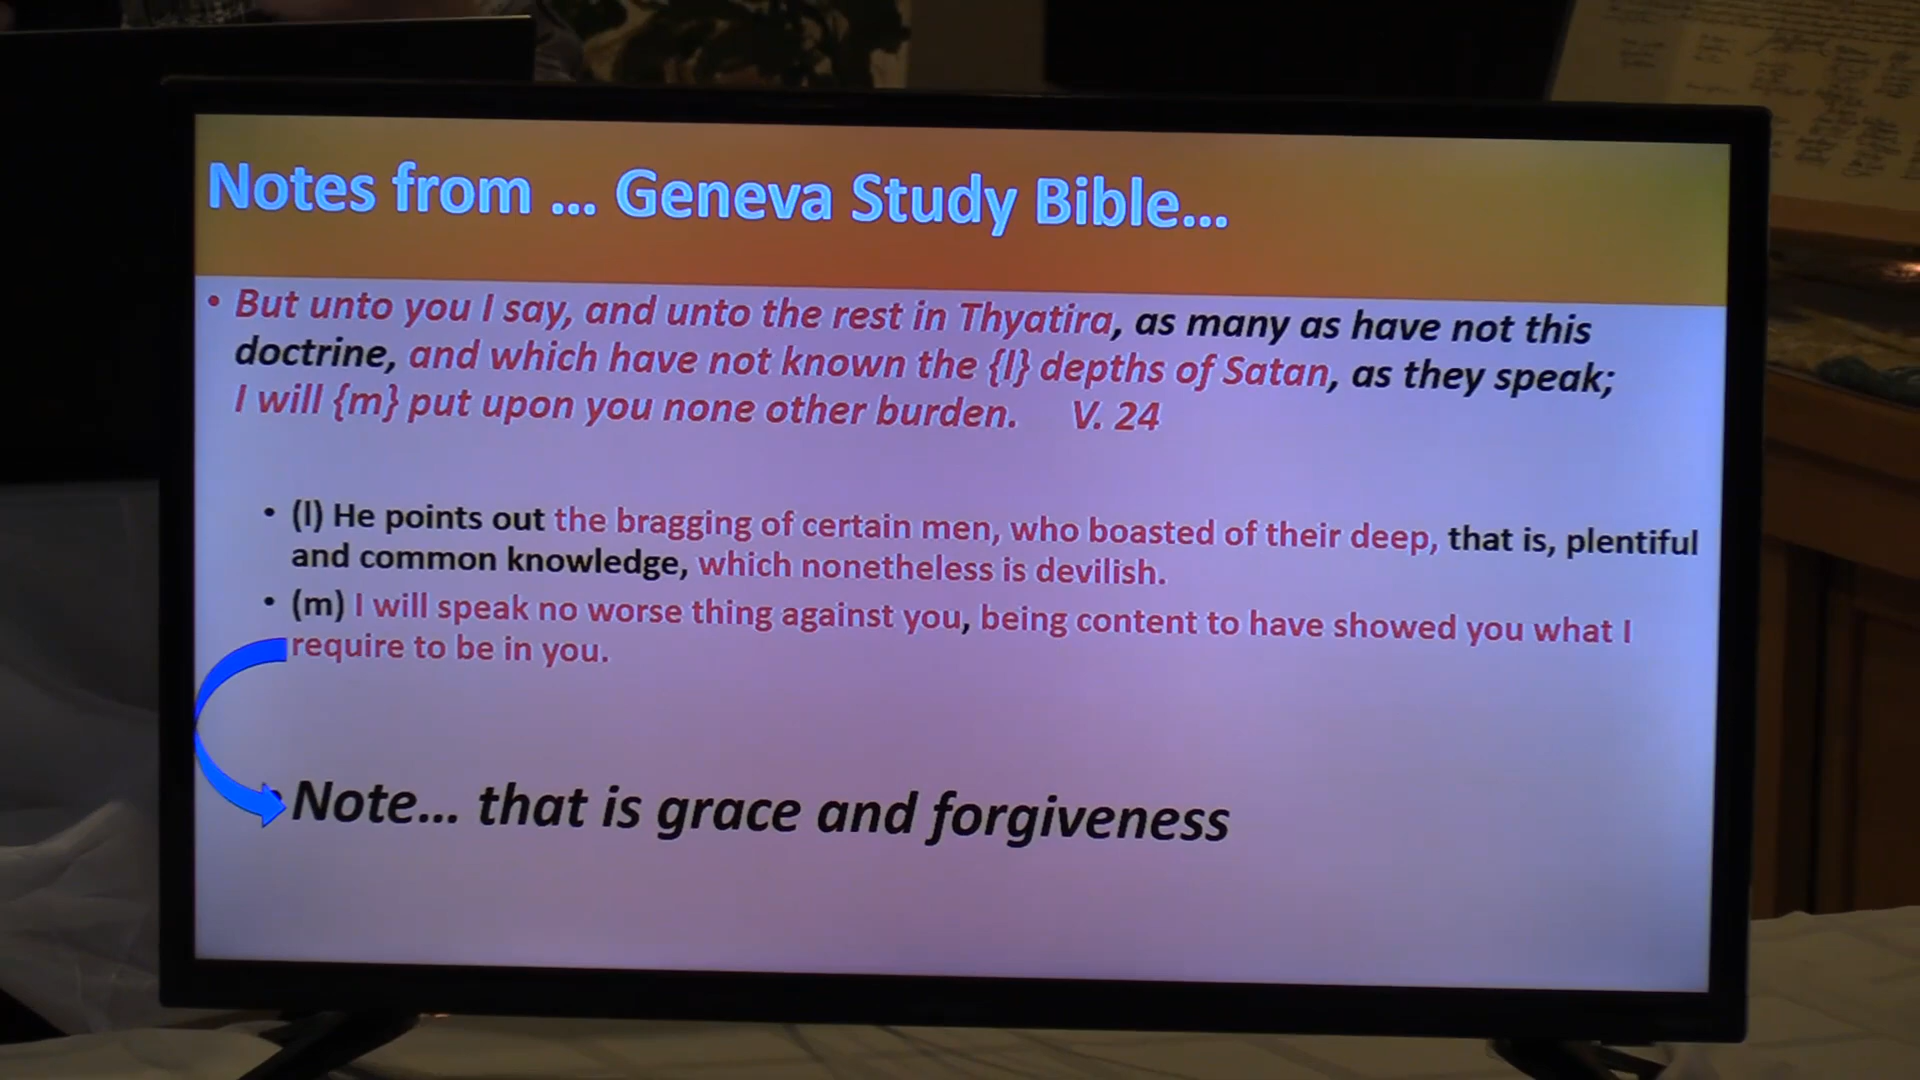 Notes from ... Geneva Study Bible...
• But unto you I say, and unto the rest in Thyatira, as many as have not this
doctrine, and which have not known the {l} depths of Satan, as they speak;
I will {m} put upon you none other burden. V. 24
• (l) He points out the bragging of certain men, who boasted of their deep, that is, plentiful
and common knowledge, which nonetheless is devilish.
• (m) I will speak no worse thing against you, being content to have showed you what I
require to be in you.
Note... that is grace and forgiveness